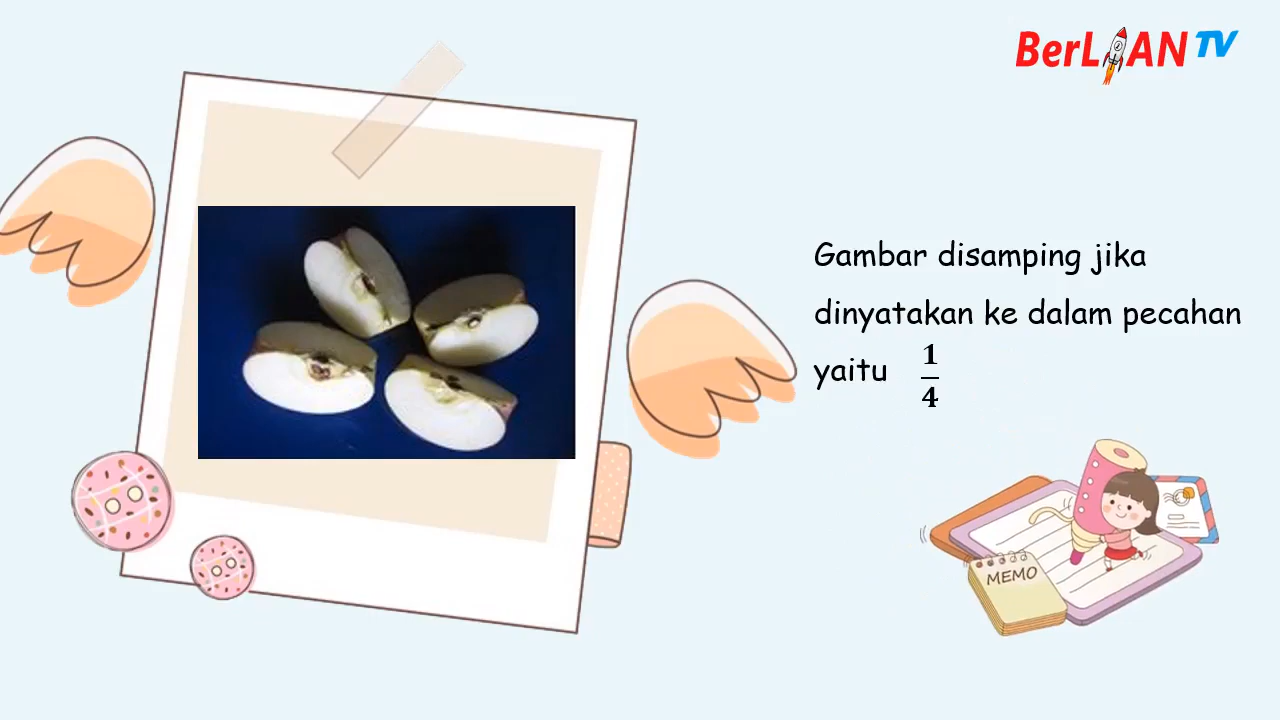 BerLIAN TV
Gambar disamping jika
dinyatakan ke dalam pecahan
yaitu 1/4
MEMO